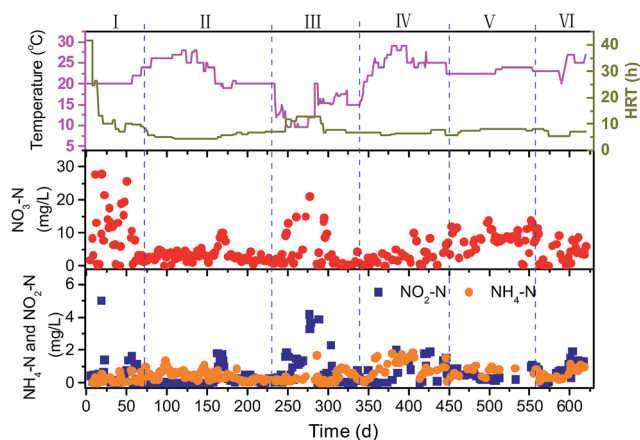 I II III IV V VI
Temperature (°C)
30
25
20
15
10
5
40
30
20
10
0
HRT (h)
NO₃-N
(mg/L)
30
20
10
0
NH₄-N and NO₂-N
(mg/L)
6
4
2
0
NO₂-N NH₄-N
0 50 100 150 200 250 300 350 400 450 500 550 600
Time (d)